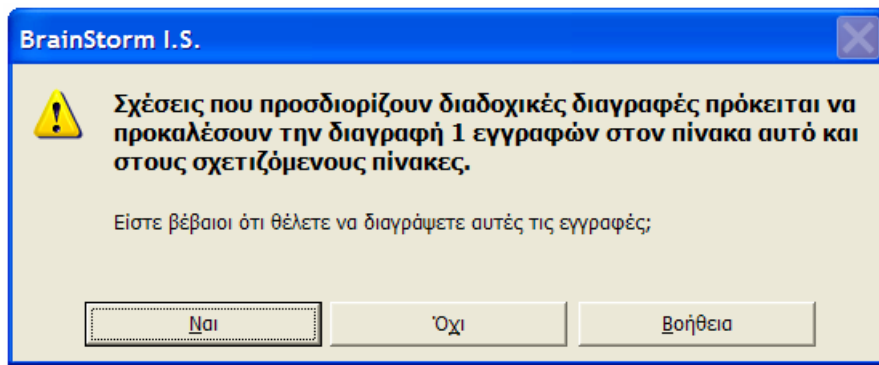 BrainStorm I.S.
Σχέσεις που προσδιορίζουν διαδοχικές διαγραφές πρόκειται να
προκαλέσουν την διαγραφή 1 εγγραφών στον πίνακα αυτό και
στους σχετιζόμενους πίνακες.
Είστε βέβαιοι ότι θέλετε να διαγράψετε αυτές τις εγγραφές;
Ναι
Όχι
Βοήθεια